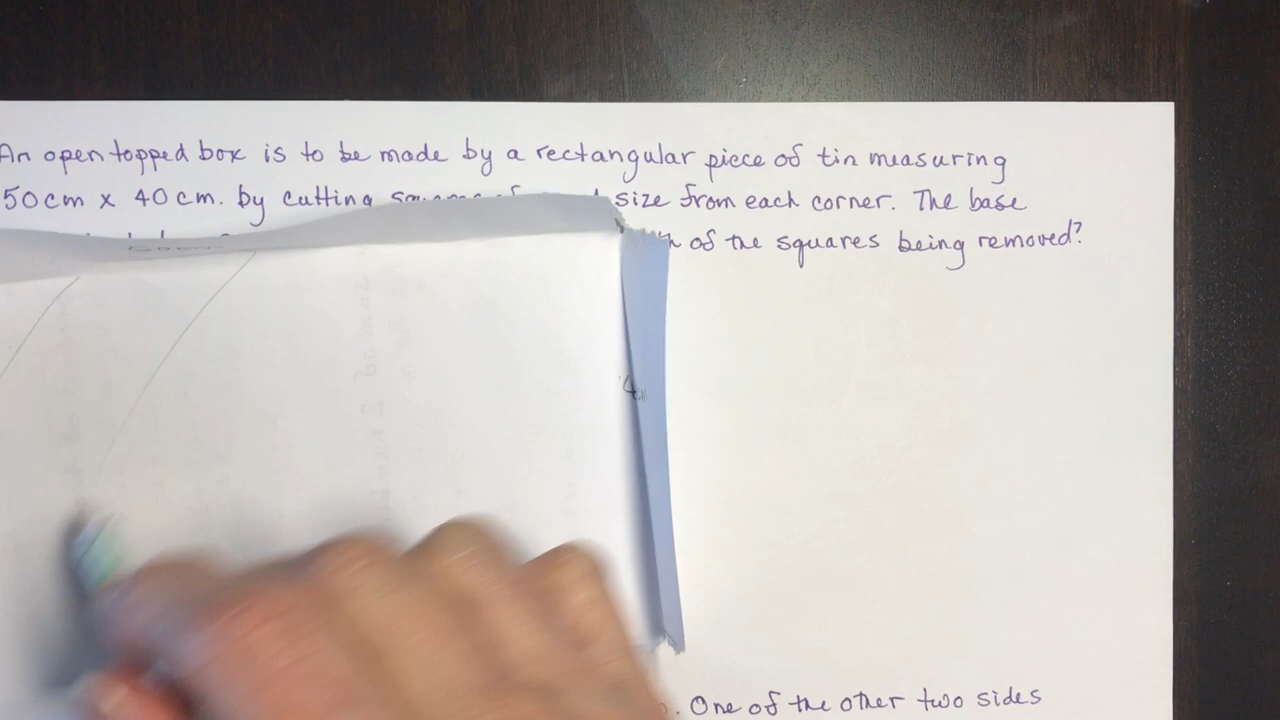 An open topped box is to be made by a rectangular piece of tin measuring
50cm x 40cm. by cutting size from each corner. The base
of the squares being removed?
One of the other two sides